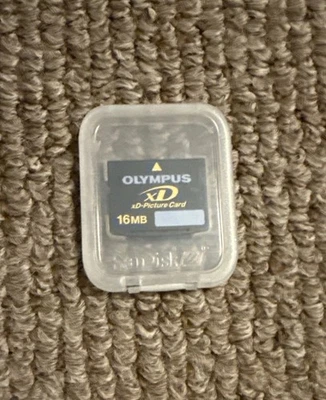 OLYMPUS
xD
xD-Picture Card
16MB
SanDisk